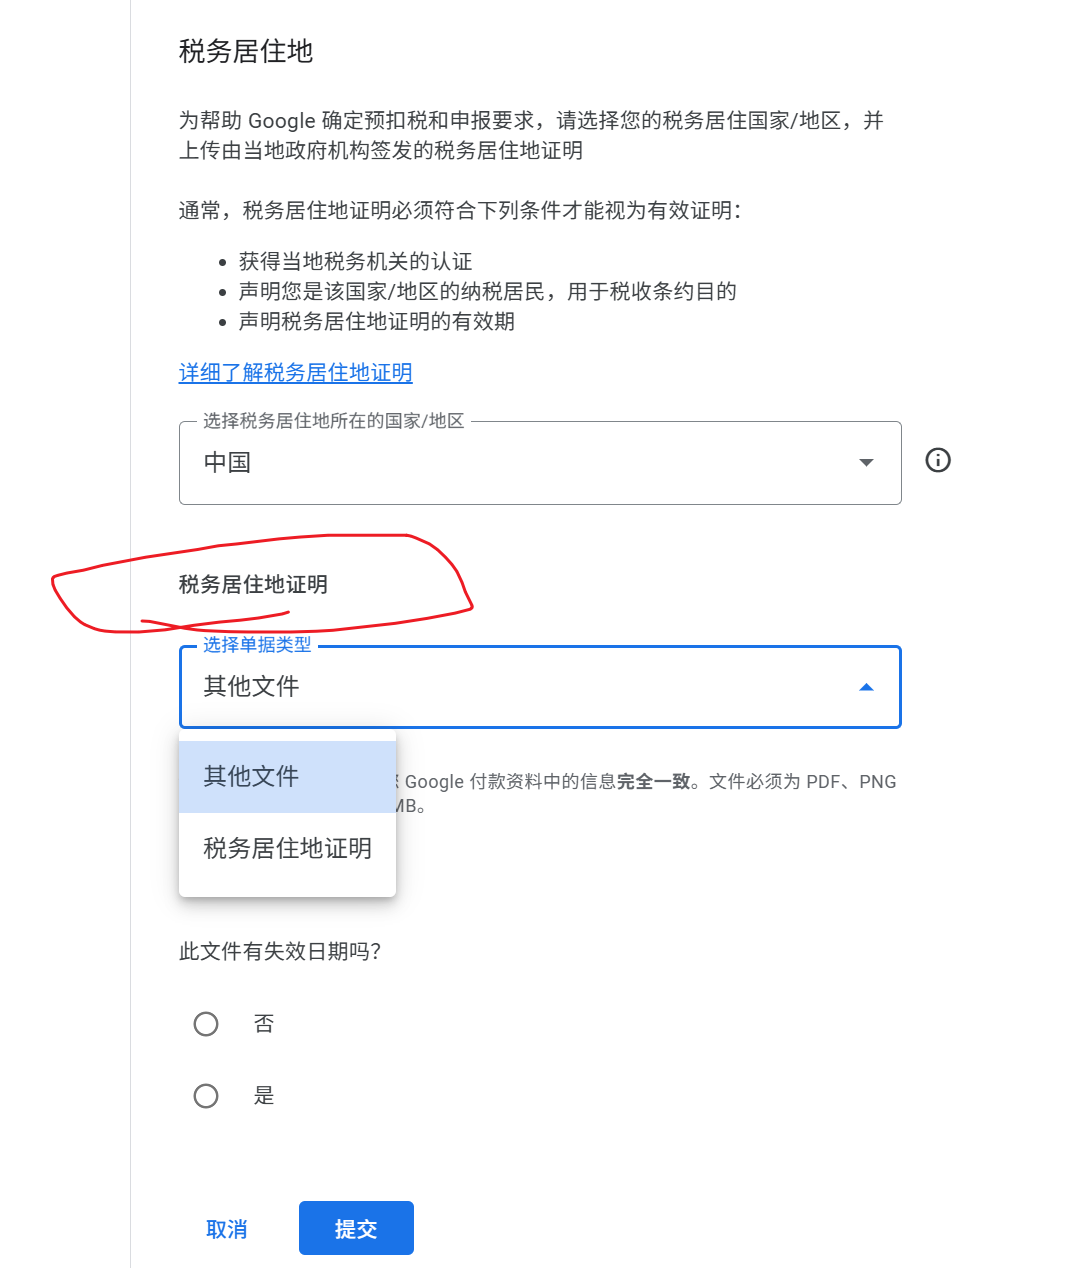 税务居住地
为帮助 Google 确定预扣税和申报要求，请选择您的税务居住国家/地区，并
上传由当地政府机构签发的税务居住地证明
通常，税务居住地证明必须符合下列条件才能视为有效证明：
• 获得当地税务机关的认证
• 声明您是该国家/地区的纳税居民，用于税收条约目的
• 声明税务居住地证明的有效期
详细了解税务居住地证明
选择税务居住地所在的国家/地区
中国
税务居住地证明
选择单据类型
其他文件
其他文件
Google 付款资料中的信息完全一致。文件必须为 PDF、PNG
MB。
税务居住地证明
此文件有失效日期吗？
否
是
取消
提交